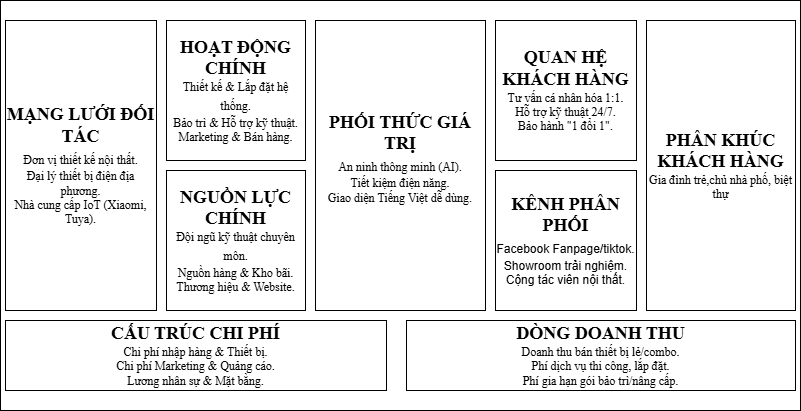 MẠNG LƯỚI ĐỐI
TÁC
Đơn vị thiết kế nội thất.
Đại lý thiết bị điện địa
phương.
Nhà cung cấp IoT (Xiaomi,
Tuya).
HOẠT ĐỘNG
CHÍNH
Thiết kế & Lắp đặt hệ
thống.
Bảo trì & Hỗ trợ kỹ thuật.
Marketing & Bán hàng.
NGUỒN LỰC
CHÍNH
Đội ngũ kỹ thuật chuyên
môn.
Nguồn hàng & Kho bãi.
Thương hiệu & Website.
PHỐI THỨC GIÁ
TRỊ
An ninh thông minh (AI).
Tiết kiệm điện năng.
Giao diện Tiếng Việt dễ dùng.
QUAN HỆ
KHÁCH HÀNG
Tư vấn cá nhân hóa 1:1.
Hỗ trợ kỹ thuật 24/7.
Bảo hành "1 đổi 1".
KÊNH PHÂN
PHỐI
Facebook Fanpage/tiktok.
Showroom trải nghiệm.
Cộng tác viên nội thất.
PHÂN KHÚC
KHÁCH HÀNG
Gia đình trẻ,chủ nhà phố, biệt
thự
CẤU TRÚC CHI PHÍ
Chi phí nhập hàng & Thiết bị.
Chi phí Marketing & Quảng cáo.
Lương nhân sự & Mặt bằng.
DÒNG DOANH THU
Doanh thu bán thiết bị lẻ/combo.
Phí dịch vụ thi công, lắp đặt.
Phí gia hạn gói bảo trì/nâng cấp.